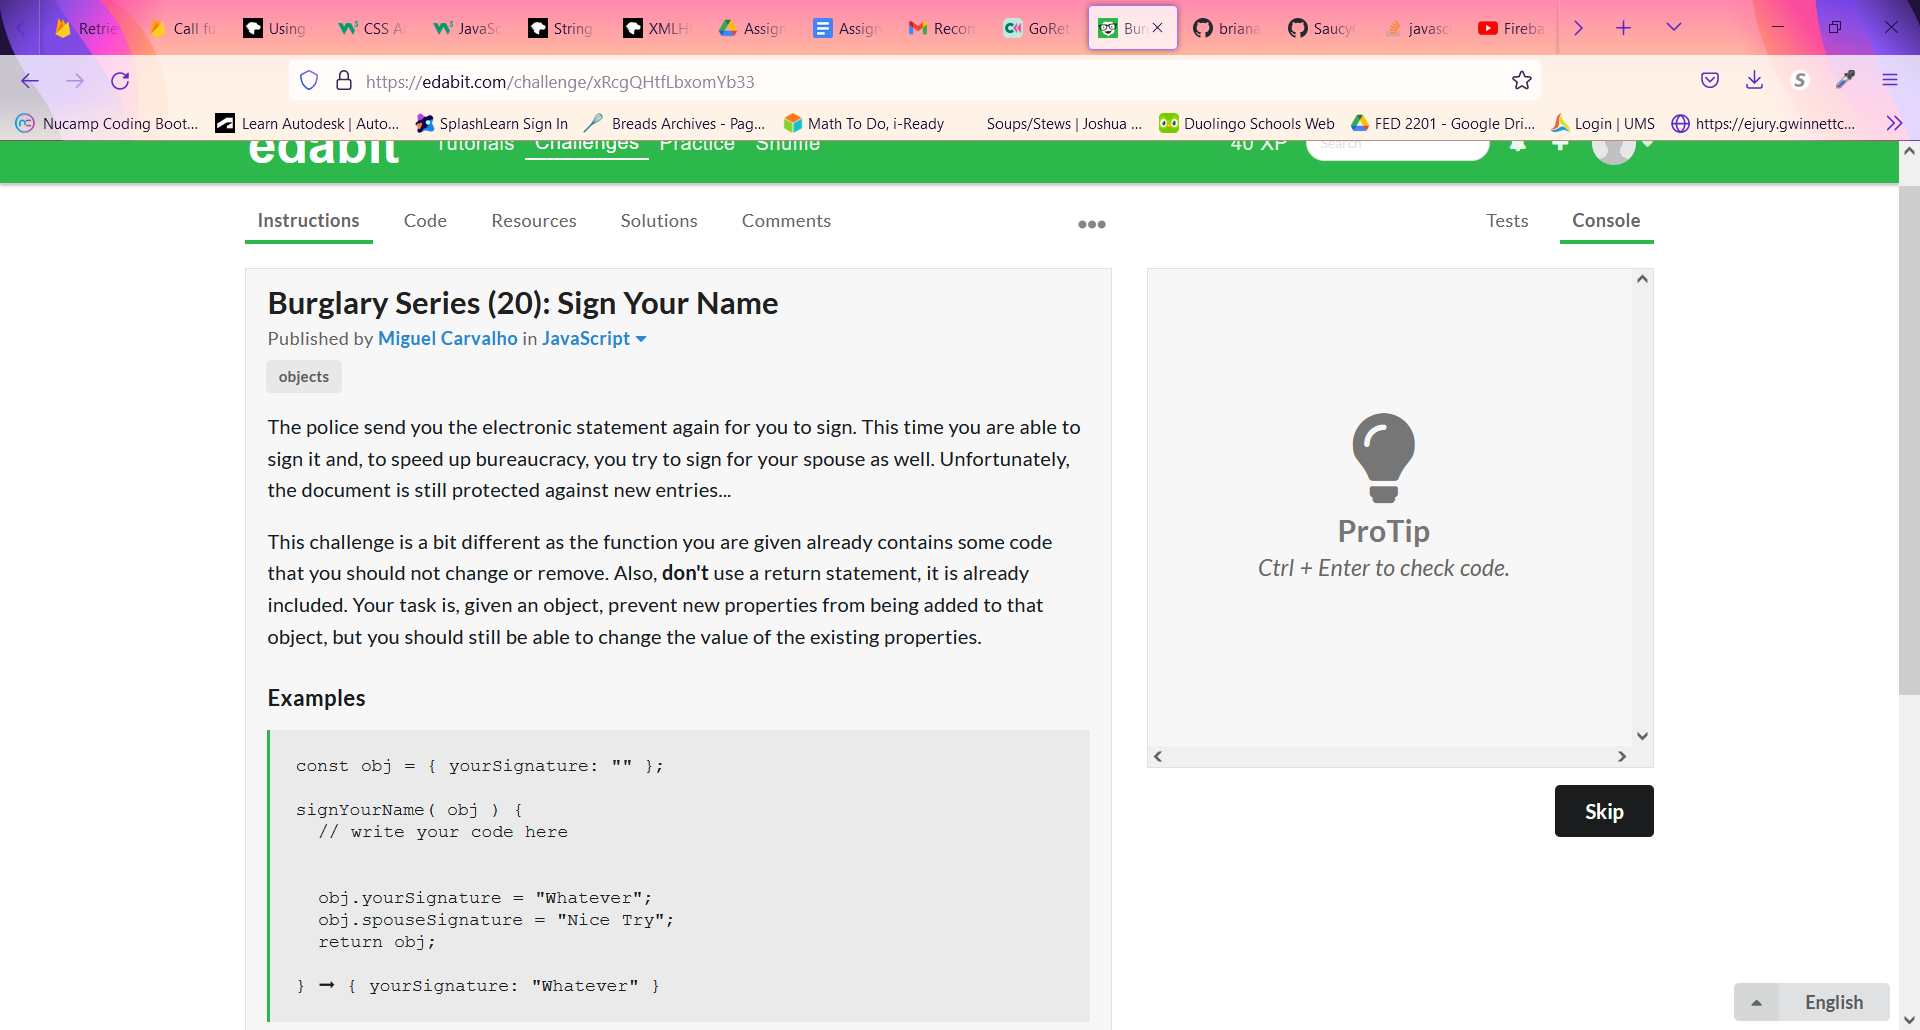 Retrie
Call fu
Using
CSS A
JavaSc
String.
XMLH
Assign
Assign
Recon
GoRet
Bur
briana
Saucy
javasc
Fireba
https://edabit.com/challenge/xRcgQHtfLbxomYb33
Nucamp Coding Boot...
Learn Autodesk | Auto...
SplashLearn Sign In
Breads Archives - Pag...
Math To Do, i-Ready
Soups/Stews | Joshua ...
Duolingo Schools Web
FED 2201 - Google Dri...
Login | UMS
https://ejury.gwinnettc...
edabit
Tutorials
Challenges
Practice
Shuffle
40 XP
Search
Instructions
Code
Resources
Solutions
Comments
Tests
Console
Burglary Series (20): Sign Your Name
Published by Miguel Carvalho in JavaScript
objects
The police send you the electronic statement again for you to sign. This time you are able to
sign it and, to speed up bureaucracy, you try to sign for your spouse as well. Unfortunately,
the document is still protected against new entries...
This challenge is a bit different as the function you are given already contains some code
that you should not change or remove. Also, don't use a return statement, it is already
included. Your task is, given an object, prevent new properties from being added to that
object, but you should still be able to change the value of the existing properties.
Examples
const obj = { yourSignature: "" };
signYourName( obj ) {
// write your code here
obj.yourSignature = "Whatever";
obj.spouseSignature = "Nice Try";
return obj;
} ➞ { yourSignature: "Whatever" }
ProTip
Ctrl + Enter to check code.
Skip
English